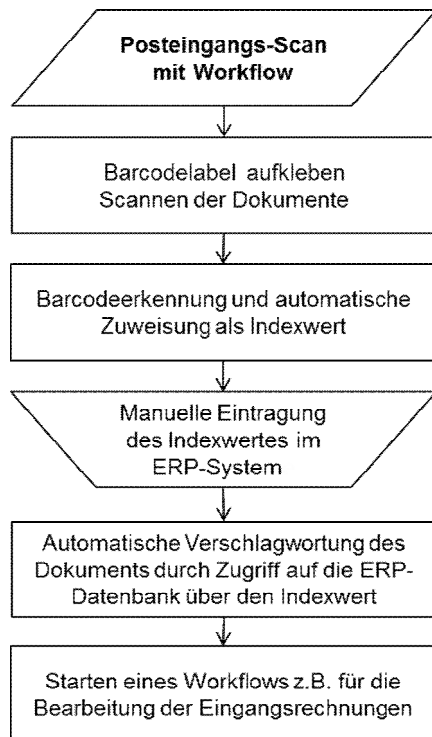 Posteingangs-Scan
mit Workflow
Barcodelabel aufkleben
Scannen der Dokumente
Barcodeerkennung und automatische
Zuweisung als Indexwert
Manuelle Eintragung
des Indexwertes im
ERP-System
Automatische Verschlagwortung des
Dokuments durch Zugriff auf die ERP-
Datenbank über den Indexwert
Starten eines Workflows z.B. für die
Bearbeitung der Eingangsrechnungen